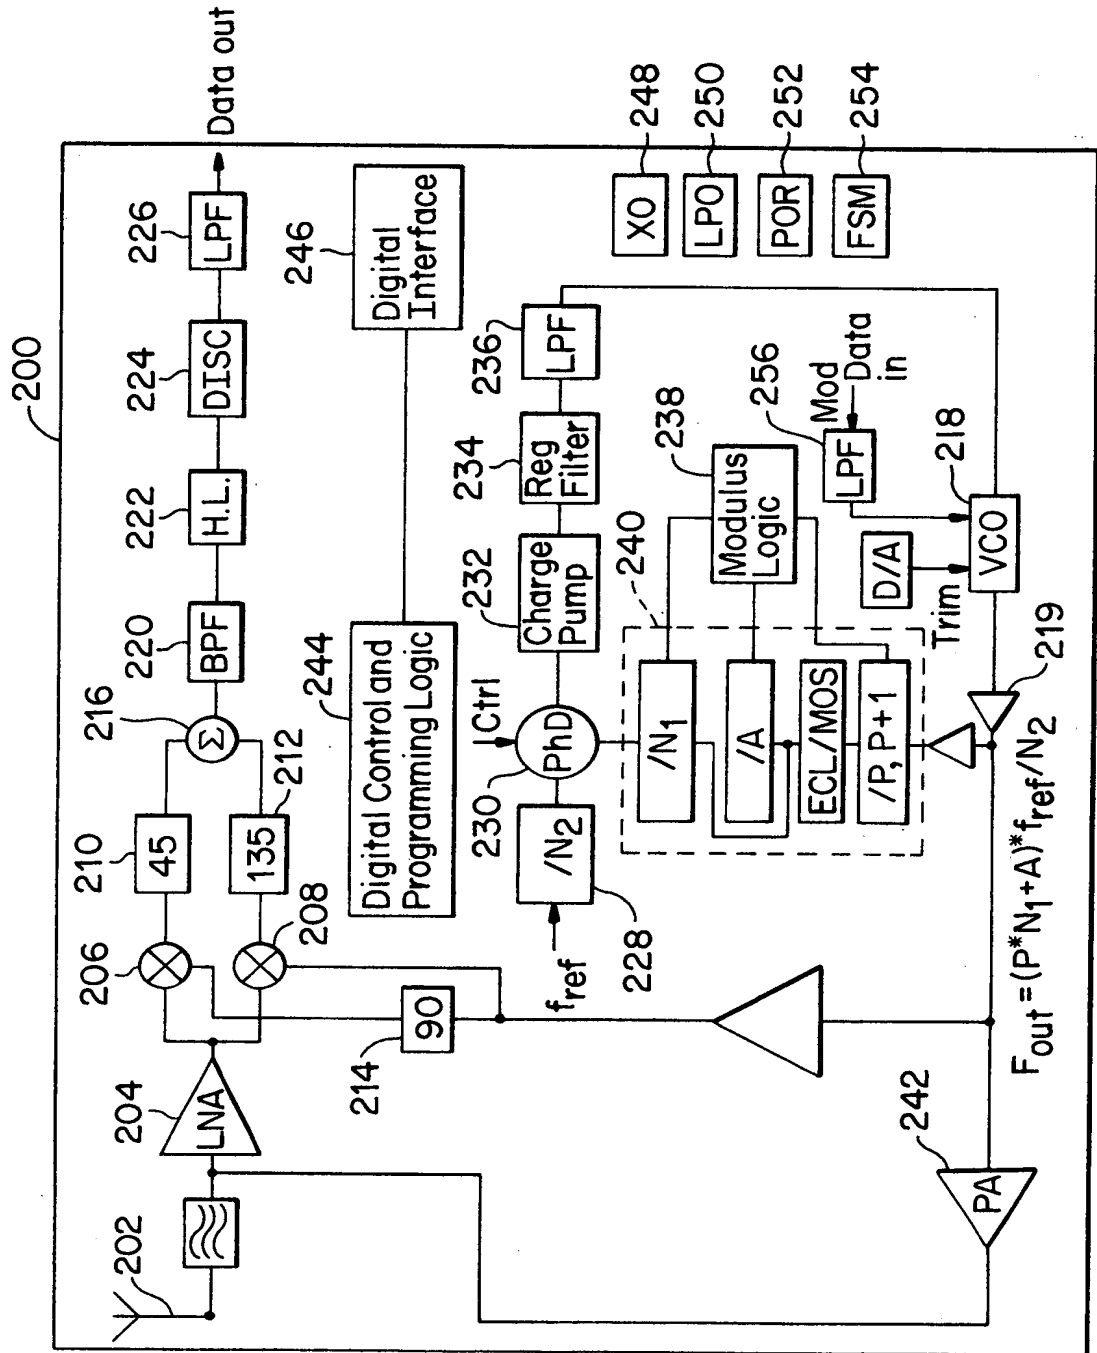 200
202
204
LNA
206
208
210
45
212
135
214
90
216
Σ
220
BPF
222
H.L.
224
DISC
226
LPF
Data out
244
Digital Control and
Programming Logic
246
Digital
Interface
fref
228
/N2
230
PhD
Ctrl
232
Charge
Pump
234
Reg
Filter
236
LPF
238
Modulus
Logic
240
/N1
/A
ECL/MOS
/P, P+1
256
LPF
Mod
Data
in
D/A
Trim
218
VCO
219
242
PA
Fout =(P*N1+A)*fref/N2
XO
248
LPO
250
POR
252
FSM
254